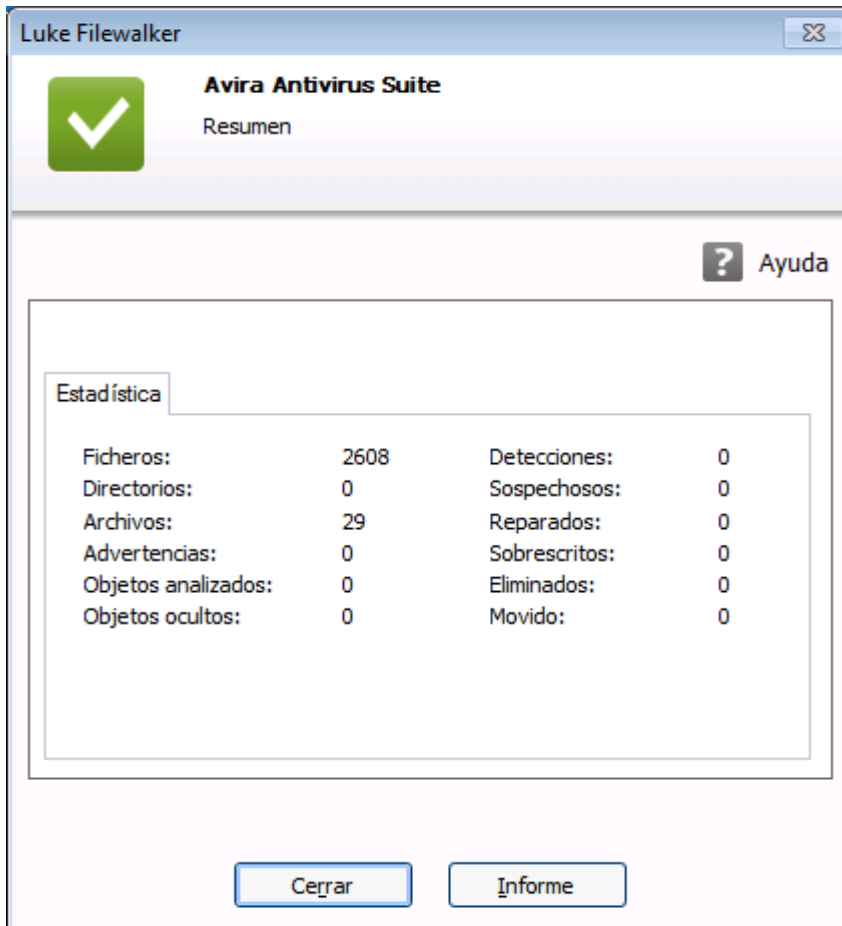 Luke Filewalker
Avira Antivirus Suite
Resumen
? Ayuda
Estadística
Ficheros: 2608 Detecciones: 0
Directorios: 0 Sospechosos: 0
Archivos: 29 Reparados: 0
Advertencias: 0 Sobrescritos: 0
Objetos analizados: 0 Eliminados: 0
Objetos ocultos: 0 Movido: 0
Cerrar Informe